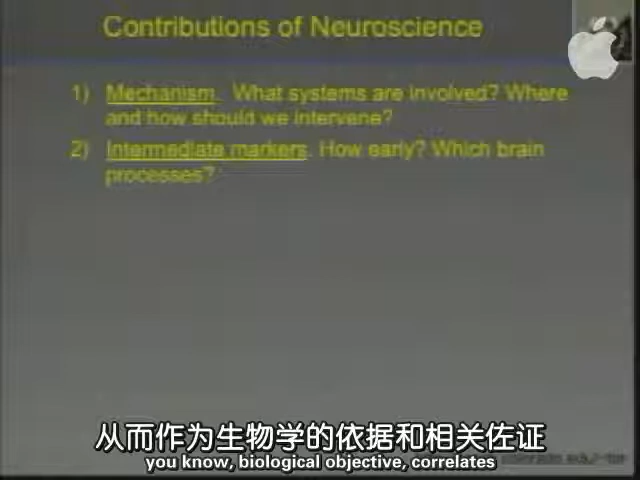 Contributions of Neuroscience
1) Mechanism. What systems are involved? Where
and how should we intervene?
2) Intermediate markers. How early? Which brain
processes?
从而作为生物学的依据和相关佐证
you know, biological objective, correlates